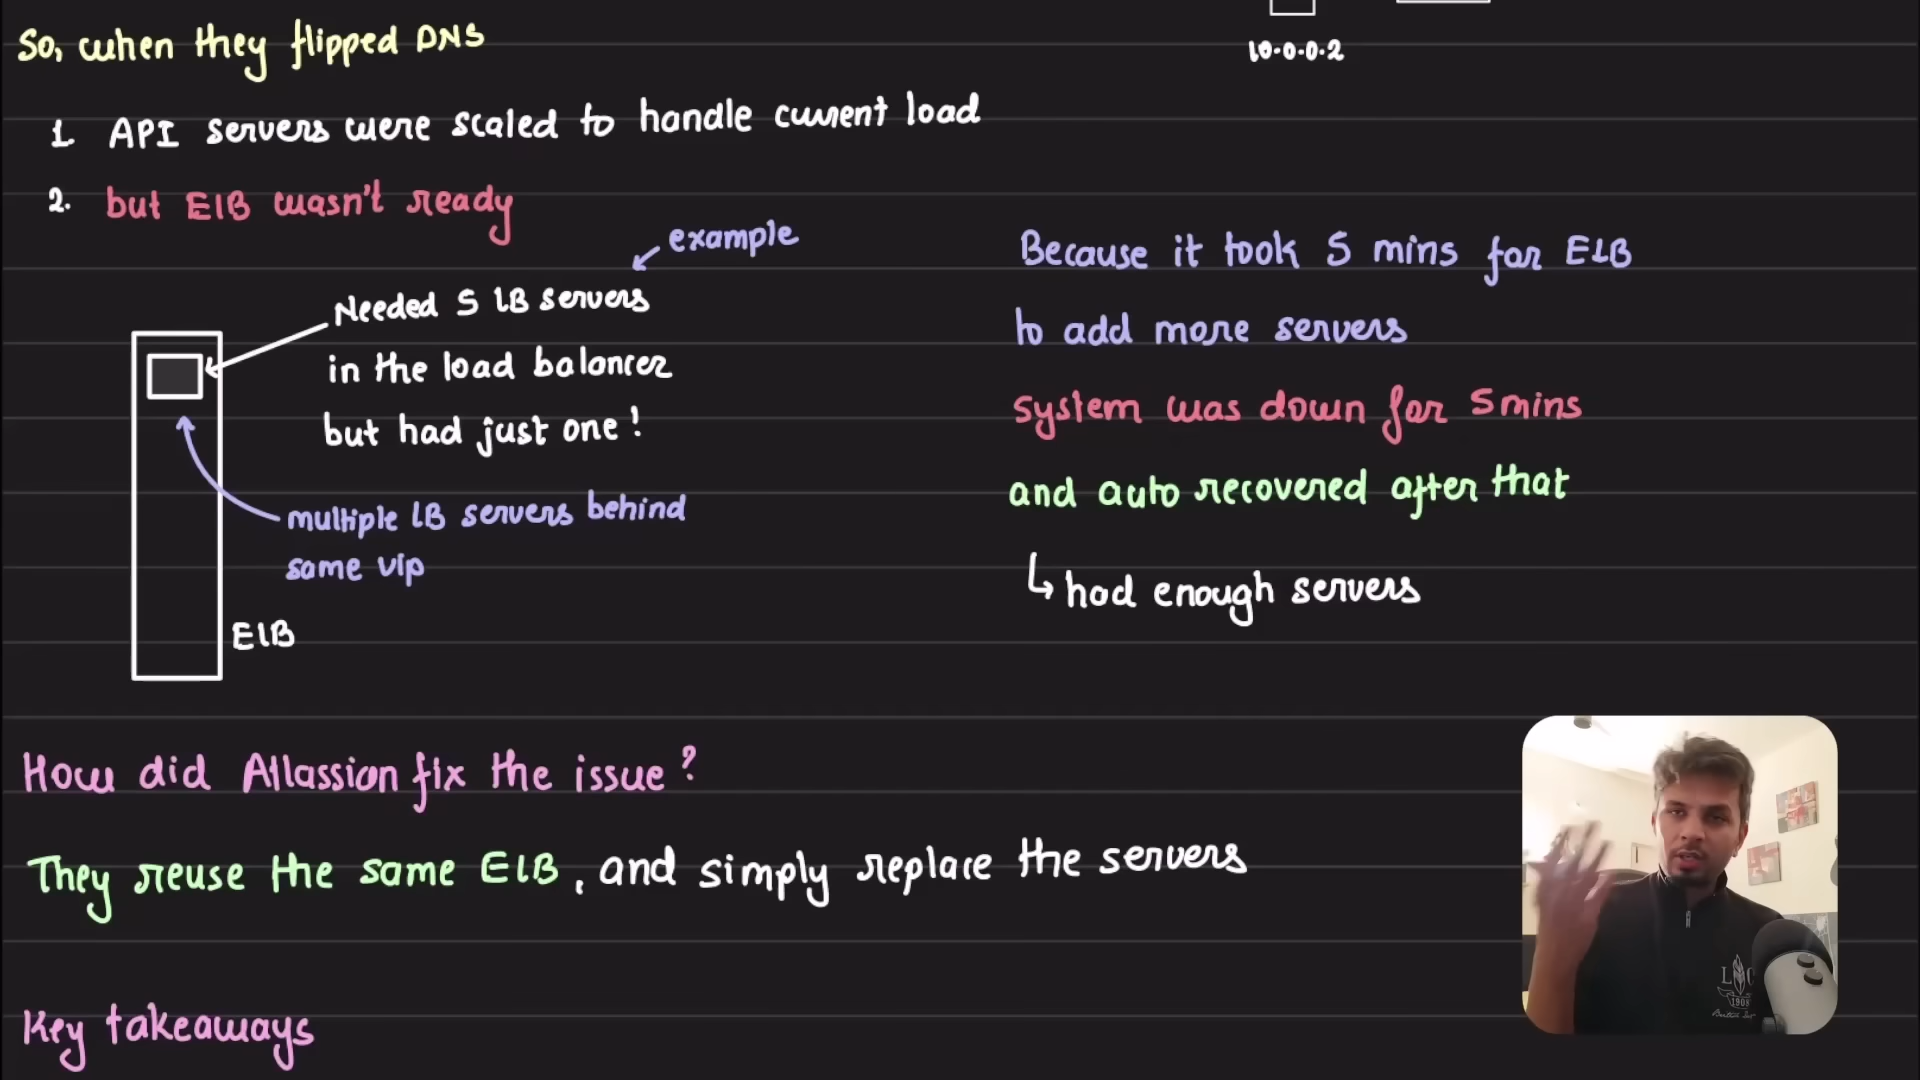 10.0.0.2
So, when they flipped DNS
1. API servers were scaled to handle current load
2. but ELB wasn't ready
example
Needed 5 LB servers
in the load balancer
but had just one!
multiple LB servers behind
same vip
ELB
Because it took 5 mins for ELB
to add more servers
system was down for 5 mins
and auto recovered after that
↳ had enough servers
How did Atlassian fix the issue?
They reuse the same ELB, and simply replace the servers
Key takeaways
1908